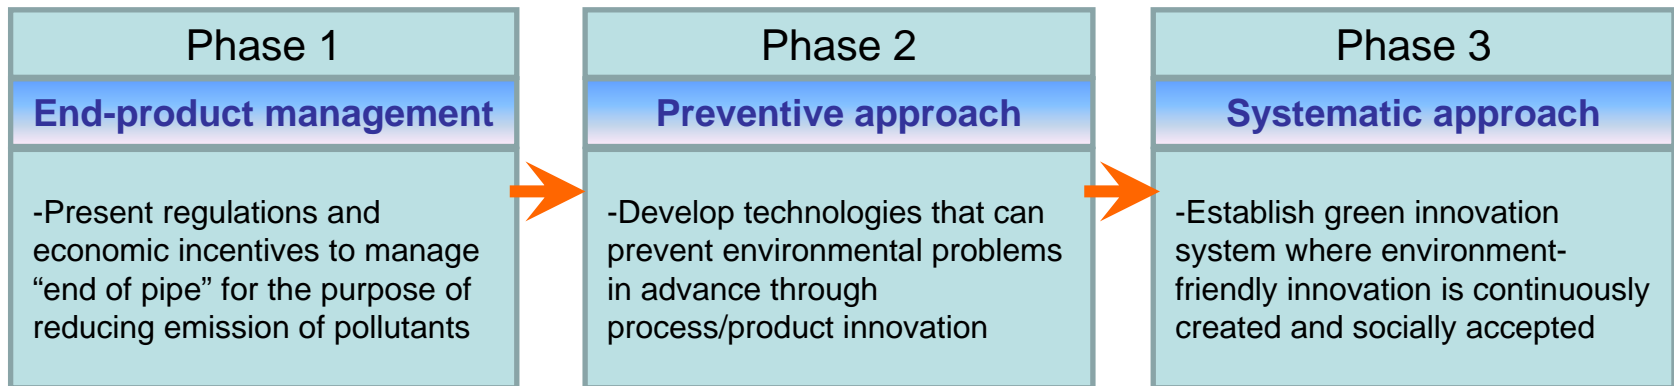 Phase 1
End-product management
-Present regulations and
economic incentives to manage
“end of pipe” for the purpose of
reducing emission of pollutants
Phase 2
Preventive approach
-Develop technologies that can
prevent environmental problems
in advance through
process/product innovation
Phase 3
Systematic approach
-Establish green innovation
system where environment-
friendly innovation is continuously
created and socially accepted